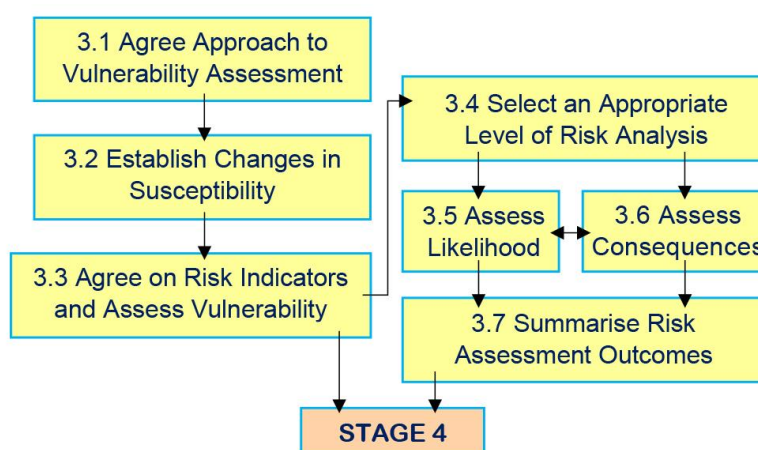 3.1 Agree Approach to
Vulnerability Assessment
3.2 Establish Changes in
Susceptibility
3.3 Agree on Risk Indicators
and Assess Vulnerability
3.4 Select an Appropriate
Level of Risk Analysis
3.5 Assess
Likelihood
3.6 Assess
Consequences
3.7 Summarise Risk
Assessment Outcomes
STAGE 4